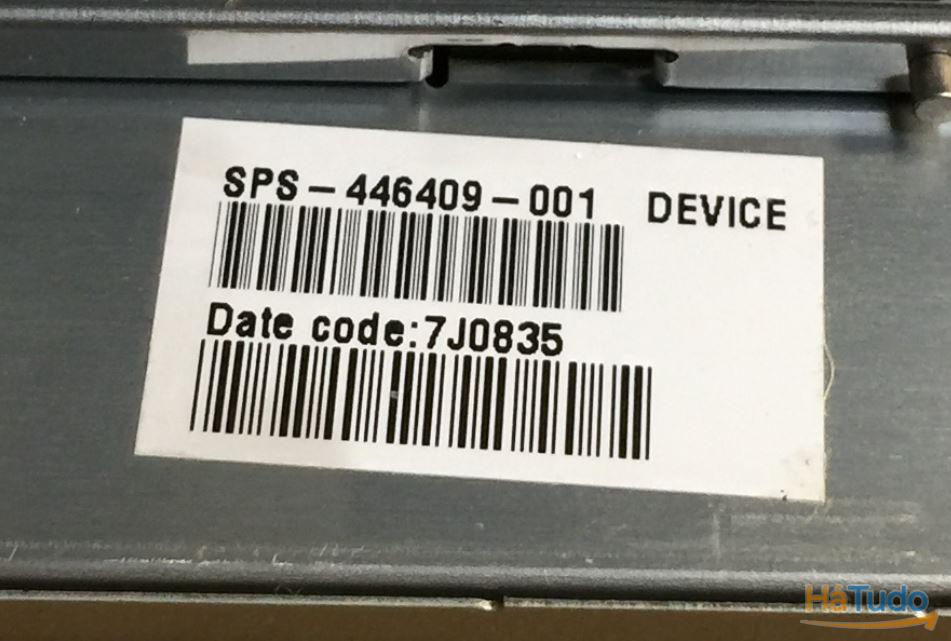 SPS-446409-001 DEVICE
Date code:7J0835
HáTudo